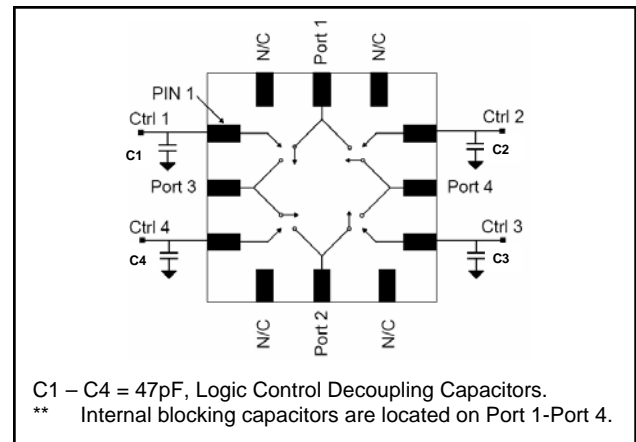 N/C
Port 1
N/C
PIN 1
Ctrl 1
Ctrl 2
C1
C2
Port 3
Port 4
Ctrl 4
Ctrl 3
C4
C3
N/C
Port 2
N/C
C1 – C4 = 47pF, Logic Control Decoupling Capacitors.
** Internal blocking capacitors are located on Port 1-Port 4.